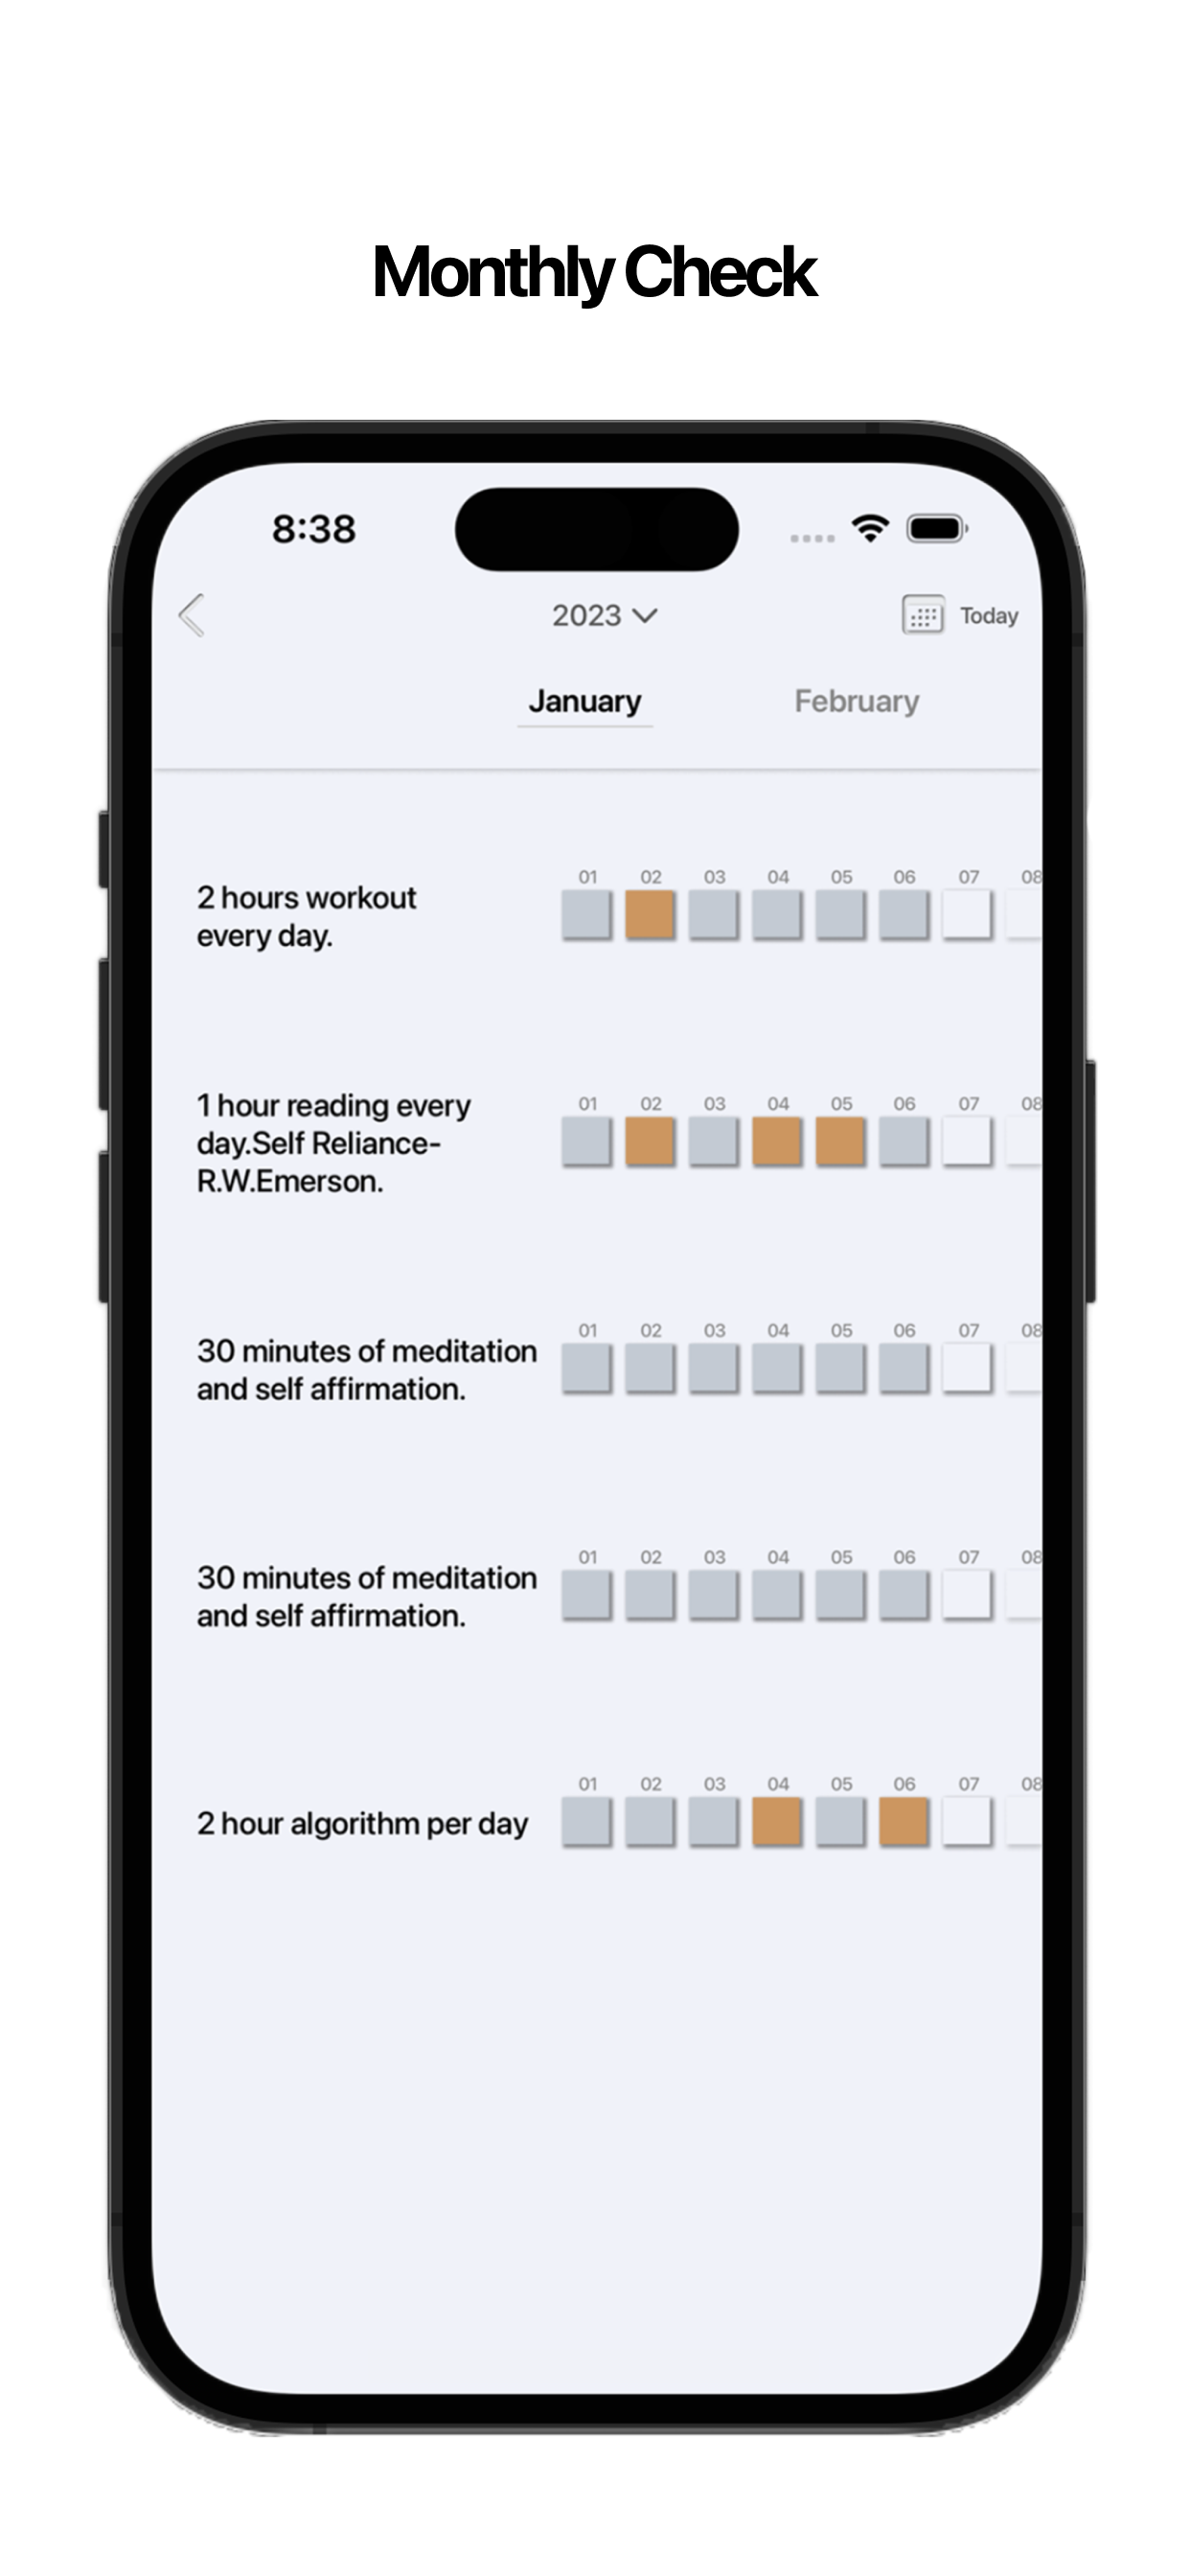 Monthly Check
8:38
2023
Today
January February
01 02 03 04 05 06 07 08
2 hours workout
every day.
01 02 03 04 05 06 07 08
1 hour reading every
day.Self Reliance-
R.W.Emerson.
01 02 03 04 05 06 07 08
30 minutes of meditation
and self affirmation.
01 02 03 04 05 06 07 08
30 minutes of meditation
and self affirmation.
01 02 03 04 05 06 07 08
2 hour algorithm per day